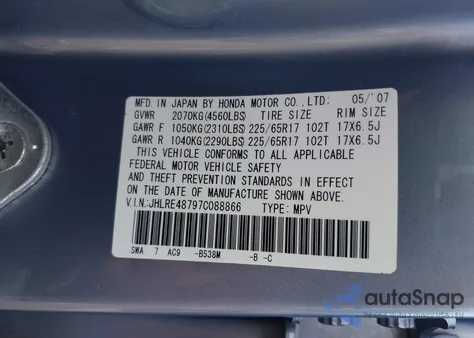 MFD. IN JAPAN BY HONDA MOTOR CO., LTD: 05/'07
GVWR 2070KG(4560LBS) TIRE SIZE RIM SIZE
GAWR F 1050KG(2310LBS) 225/65R17 102T 17X6.5J
GAWR R 1040KG(2290LBS) 225/65R17 102T 17X6.5J
THIS VEHICLE CONFORMS TO ALL APPLICABLE
FEDERAL MOTOR VEHICLE SAFETY
AND THEFT PREVENTION STANDARDS IN EFFECT
ON THE DATE OF MANUFACTURE SHOWN ABOVE.
V.I.N.:JHLRE48797C088866 TYPE: MPV
SWA 7 AC9 -B538M -B -C
autoSnap